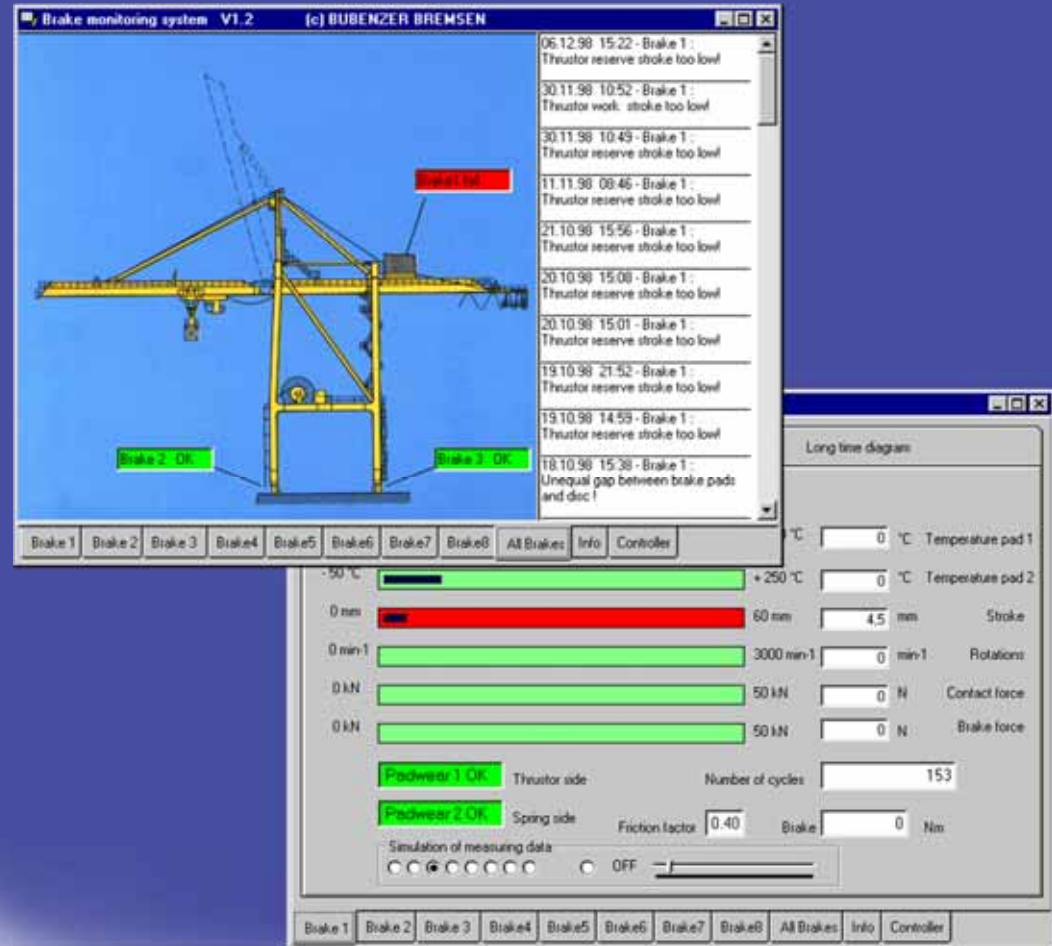 Brake monitoring system V1.2 (c) BUBENZER BREMSEN
06.12.98 15:22 - Brake 1 :
Thrustor reserve stroke too low!
30.11.98 10:52 - Brake 1 :
Thrustor work. stroke too low!
30.11.98 10:49 - Brake 1 :
Thrustor reserve stroke too low!
11.11.98 08:46 - Brake 1 :
Thrustor reserve stroke too low!
21.10.98 15:56 - Brake 1 :
Thrustor reserve stroke too low!
20.10.98 15:08 - Brake 1 :
Thrustor reserve stroke too low!
20.10.98 15:01 - Brake 1 :
Thrustor reserve stroke too low!
19.10.98 21:52 - Brake 1 :
Thrustor reserve stroke too low!
19.10.98 14:59 - Brake 1 :
Thrustor reserve stroke too low!
18.10.98 15:38 - Brake 1 :
Unequal gap between brake pads
and disc !
Brake 2 OK
Brake 3 OK
Brake 1 Brake 2 Brake 3 Brake4 Brake5 Brake6 Brake7 Brake8 All Brakes Info Controller
Long time diagram
°C 0 °C Temperature pad 1
- 50 °C + 250 °C 0 °C Temperature pad 2
0 mm 60 mm 4,5 mm Stroke
0 min-1 3000 min-1 0 min-1 Rotations
0 kN 50 kN 0 N Contact force
0 kN 50 kN 0 N Brake force
Padwear 1 OK Thrustor side Number of cycles 153
Padwear 2 OK Spring side Friction factor 0.40 Brake 0 Nm
Simulation of measuring data
OFF
Brake 1 Brake 2 Brake 3 Brake4 Brake5 Brake6 Brake7 Brake8 All Brakes Info Controller